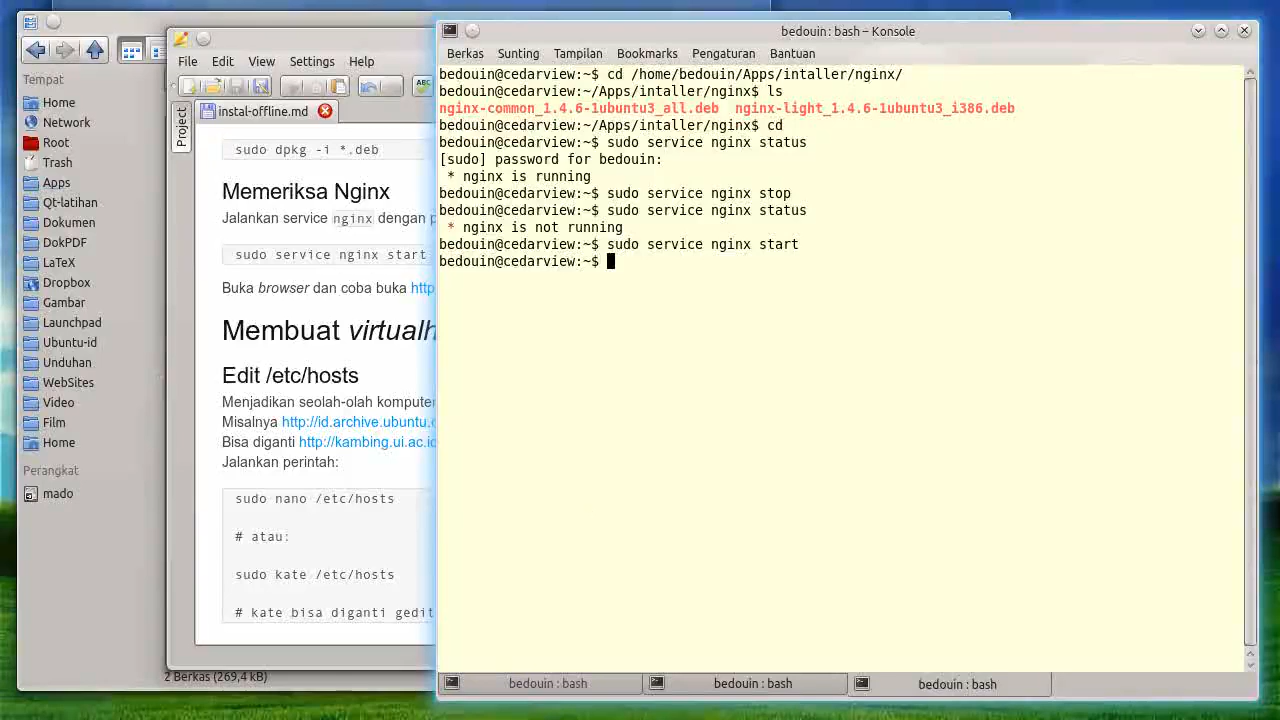 Tempat
Home
Network
Root
Trash
Apps
Qt-latihan
Dokumen
DokPDF
LaTeX
Dropbox
Gambar
Launchpad
Ubuntu-id
Unduhan
WebSites
Video
Film
Home
Perangkat
mado
2 Berkas (269,4 kB)
File Edit View Settings Help
ABC
Project
instal-offline.md
sudo dpkg -i *.deb
Memeriksa Nginx
Jalankan service nginx dengan
sudo service nginx start
Buka browser dan coba buka http
Membuat virtualh
Edit /etc/hosts
Menjadikan seolah-olah komputer
Misalnya http://id.archive.ubuntu.
Bisa diganti http://kambing.ui.ac.id
Jalankan perintah:
sudo nano /etc/hosts
# atau:
sudo kate /etc/hosts
# kate bisa diganti gedit
bedouin : bash – Konsole
Berkas Sunting Tampilan Bookmarks Pengaturan Bantuan
bedouin@cedarview:~$ cd /home/bedouin/Apps/intaller/nginx/
bedouin@cedarview:~/Apps/intaller/nginx$ ls
nginx-common_1.4.6-1ubuntu3_all.deb nginx-light_1.4.6-1ubuntu3_i386.deb
bedouin@cedarview:~/Apps/intaller/nginx$ cd
bedouin@cedarview:~$ sudo service nginx status
[sudo] password for bedouin:
* nginx is running
bedouin@cedarview:~$ sudo service nginx stop
bedouin@cedarview:~$ sudo service nginx status
* nginx is not running
bedouin@cedarview:~$ sudo service nginx start
bedouin@cedarview:~$
bedouin : bash bedouin : bash bedouin : bash